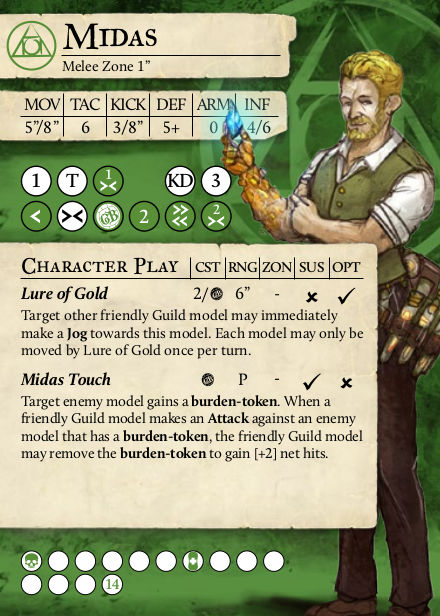 Midas
Melee Zone 1”
MOV TAC KICK DEF ARM INF
5”/8” 6 3/8” 5+ 0 4/6
1 T 1 KD 3
< >< GB 2 >> 2
Character Play CST RNG ZON SUS OPT
Lure of Gold 2/ 6” - ✘ ✓
Target other friendly Guild model may immediately
make a Jog towards this model. Each model may only be
moved by Lure of Gold once per turn.
Midas Touch P - ✓ ✘
Target enemy model gains a burden-token. When a
friendly Guild model makes an Attack against an enemy
model that has a burden-token, the friendly Guild model
may remove the burden-token to gain [+2] net hits.
14